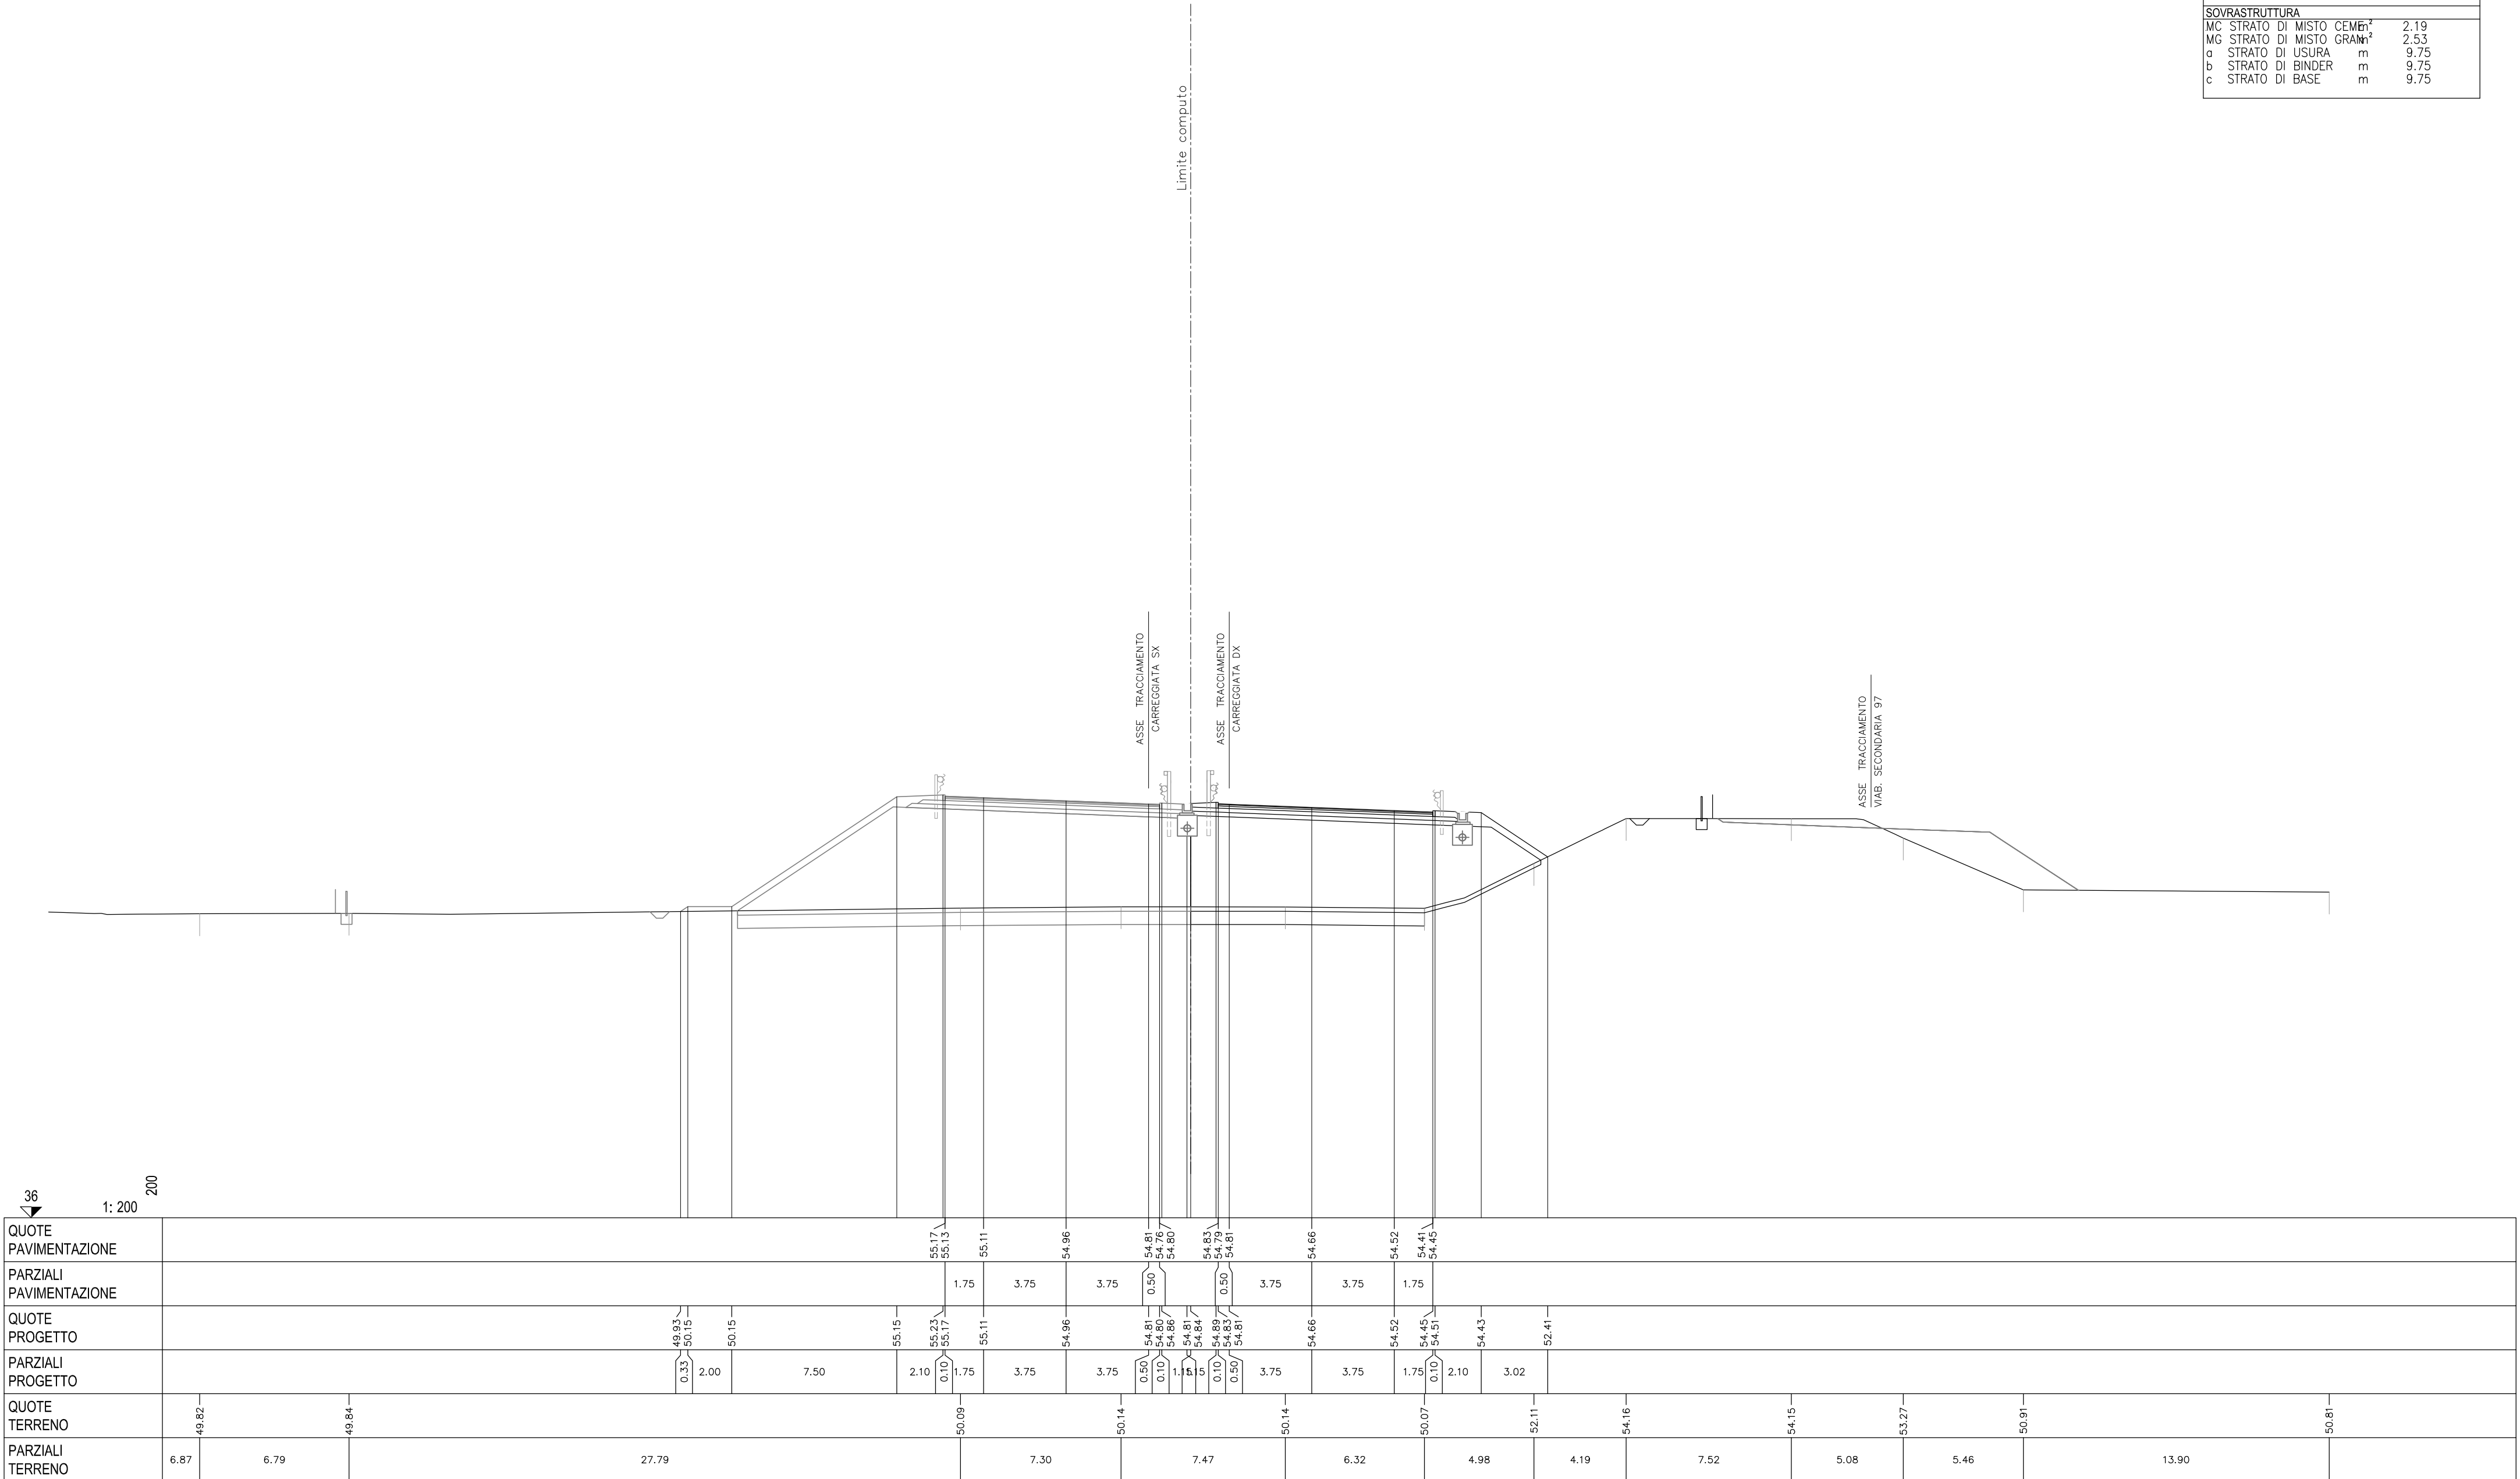 SOVRASTRUTTURA
MC STRATO DI MISTO CEME m² 2.19
MG STRATO DI MISTO GRAN m² 2.53
a STRATO DI USURA m 9.75
b STRATO DI BINDER m 9.75
c STRATO DI BASE m 9.75
Limite computo
ASSE TRACCIAMENTO
CARREGGIATA SX
ASSE TRACCIAMENTO
CARREGGIATA DX
ASSE TRACCIAMENTO
VIAB. SECONDARIA 97
36
1: 200
200
QUOTE
PAVIMENTAZIONE
55.17 55.13 55.11 54.96 54.81 54.76 54.80 54.83 54.79 54.81 54.66 54.52 54.41 54.45
PARZIALI
PAVIMENTAZIONE
1.75 3.75 3.75 0.50 0.50 3.75 3.75 1.75
QUOTE
PROGETTO
49.93 50.15 50.15 55.15 55.23 55.17 55.11 54.96 54.81 54.80 54.86 54.81 54.84 54.89 54.83 54.81 54.66 54.52 54.45 54.51 54.43 52.41
PARZIALI
PROGETTO
0.33 2.00 7.50 2.10 0.10 1.75 3.75 3.75 0.50 0.10 0.10 0.50 3.75 3.75 1.75 0.10 2.10 3.02
QUOTE
TERRENO
49.82 49.84 50.09 50.14 50.14 50.07 52.11 54.16 54.15 53.27 50.91 50.81
PARZIALI
TERRENO
6.87 6.79 27.79 7.30 7.47 6.32 4.98 4.19 7.52 5.08 5.46 13.90